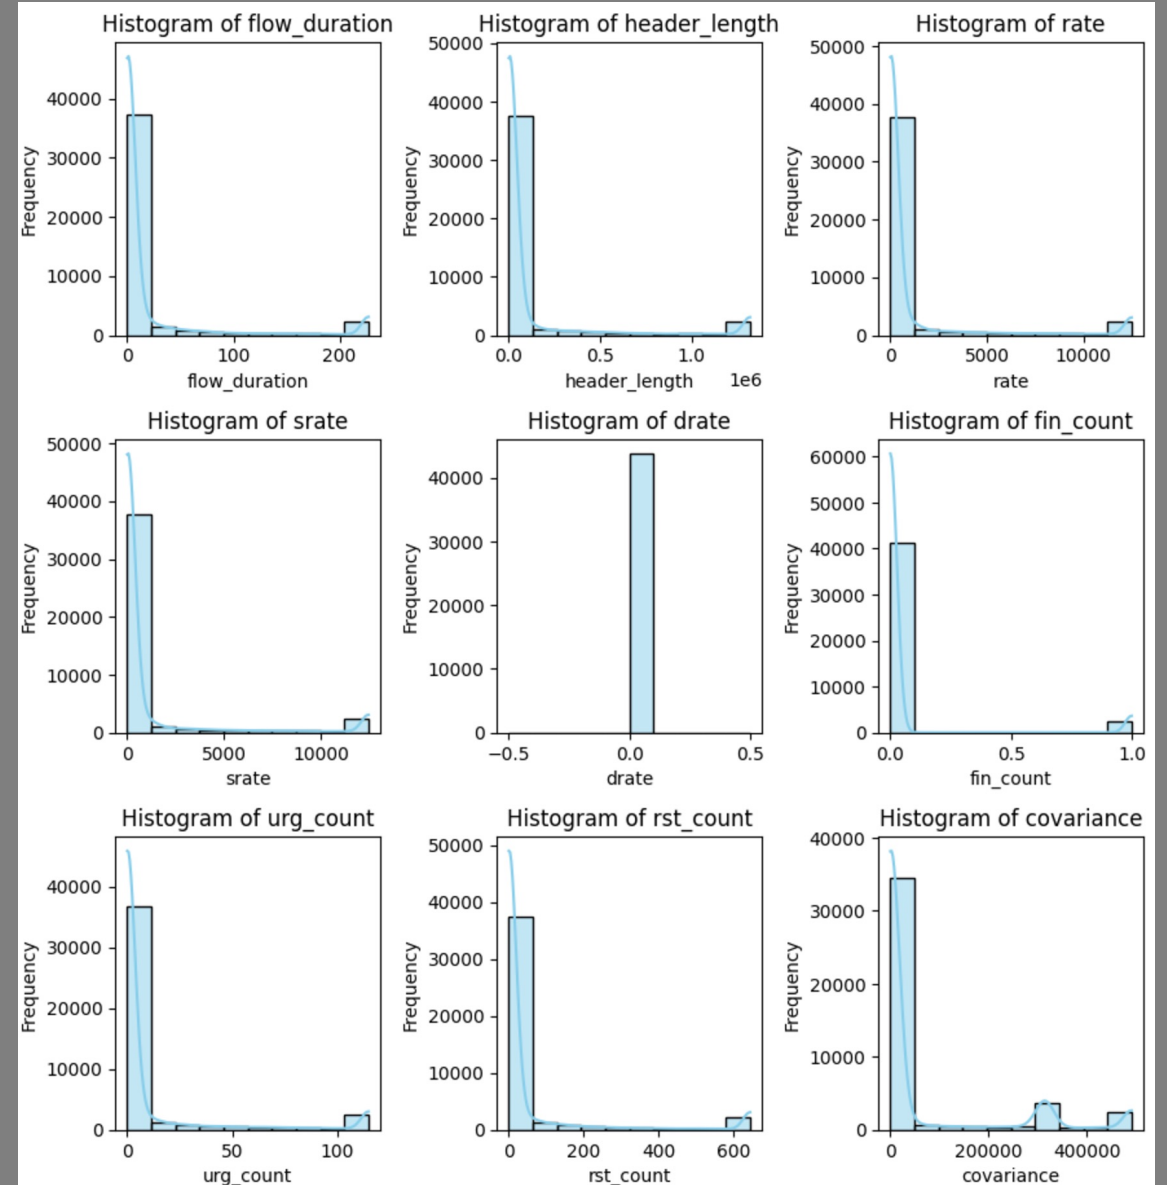 Histogram of flow_duration
Histogram of header_length
Histogram of rate
Frequency
40000
30000
20000
10000
0
0
100
200
flow_duration
Frequency
50000
40000
30000
20000
10000
0
0.0
0.5
1.0
1e6
header_length
Frequency
50000
40000
30000
20000
10000
0
0
5000
10000
rate
Histogram of srate
Histogram of drate
Histogram of fin_count
Frequency
50000
40000
30000
20000
10000
0
0
5000
10000
srate
Frequency
40000
30000
20000
10000
0
−0.5
0.0
0.5
drate
Frequency
60000
50000
40000
30000
20000
10000
0
0.0
0.5
1.0
fin_count
Histogram of urg_count
Histogram of rst_count
Histogram of covariance
Frequency
40000
30000
20000
10000
0
0
50
100
urg_count
Frequency
50000
40000
30000
20000
10000
0
0
200
400
600
rst_count
Frequency
40000
30000
20000
10000
0
0
200000
400000
covariance